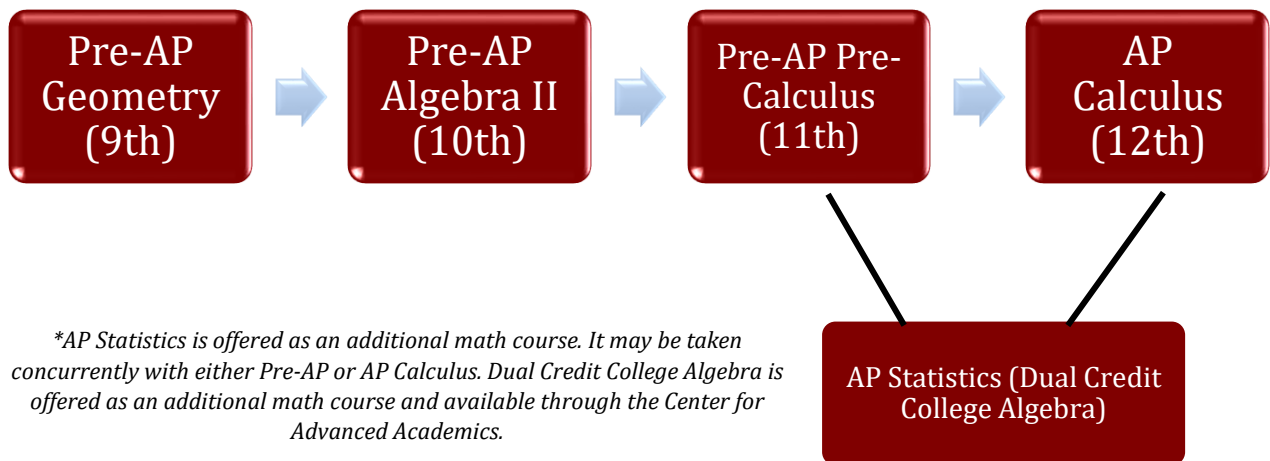 Pre-AP
Geometry
(9th)
Pre-AP
Algebra II
(10th)
Pre-AP Pre-
Calculus
(11th)
AP
Calculus
(12th)
*AP Statistics is offered as an additional math course. It may be taken
concurrently with either Pre-AP or AP Calculus. Dual Credit College Algebra is
offered as an additional math course and available through the Center for
Advanced Academics.
AP Statistics (Dual Credit
College Algebra)